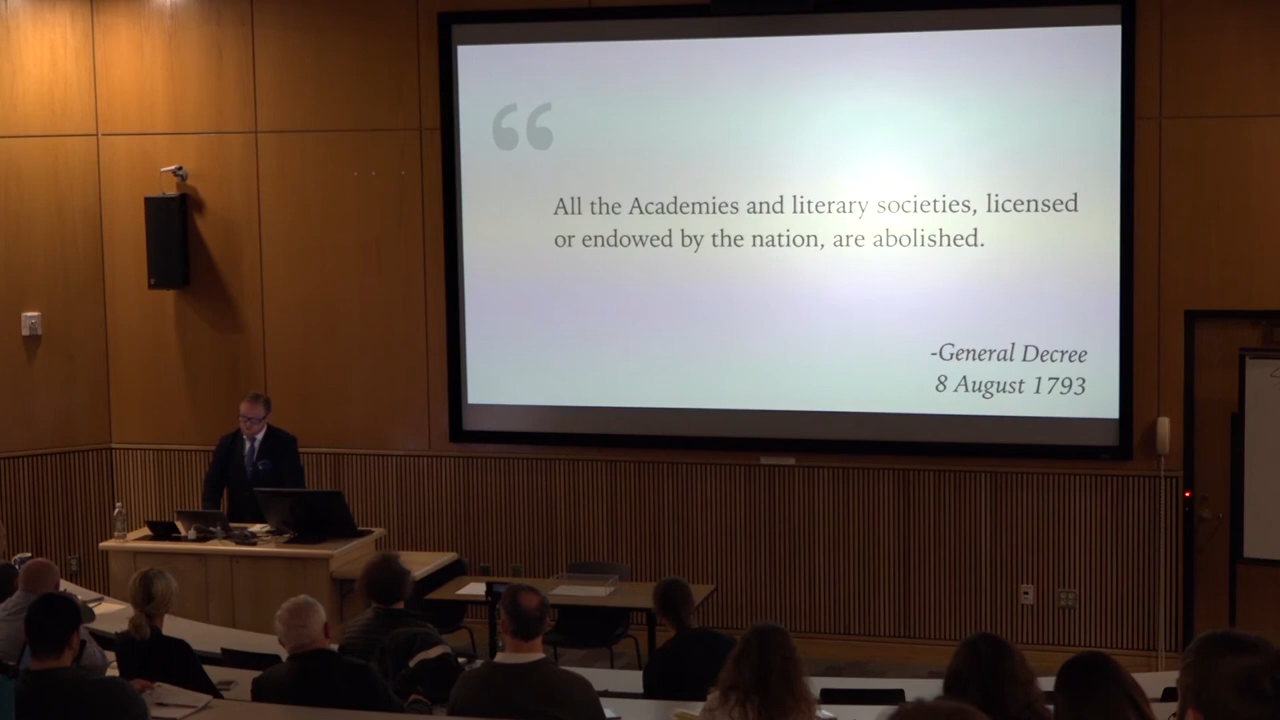 “
All the Academies and literary societies, licensed
or endowed by the nation, are abolished.
-General Decree
8 August 1793